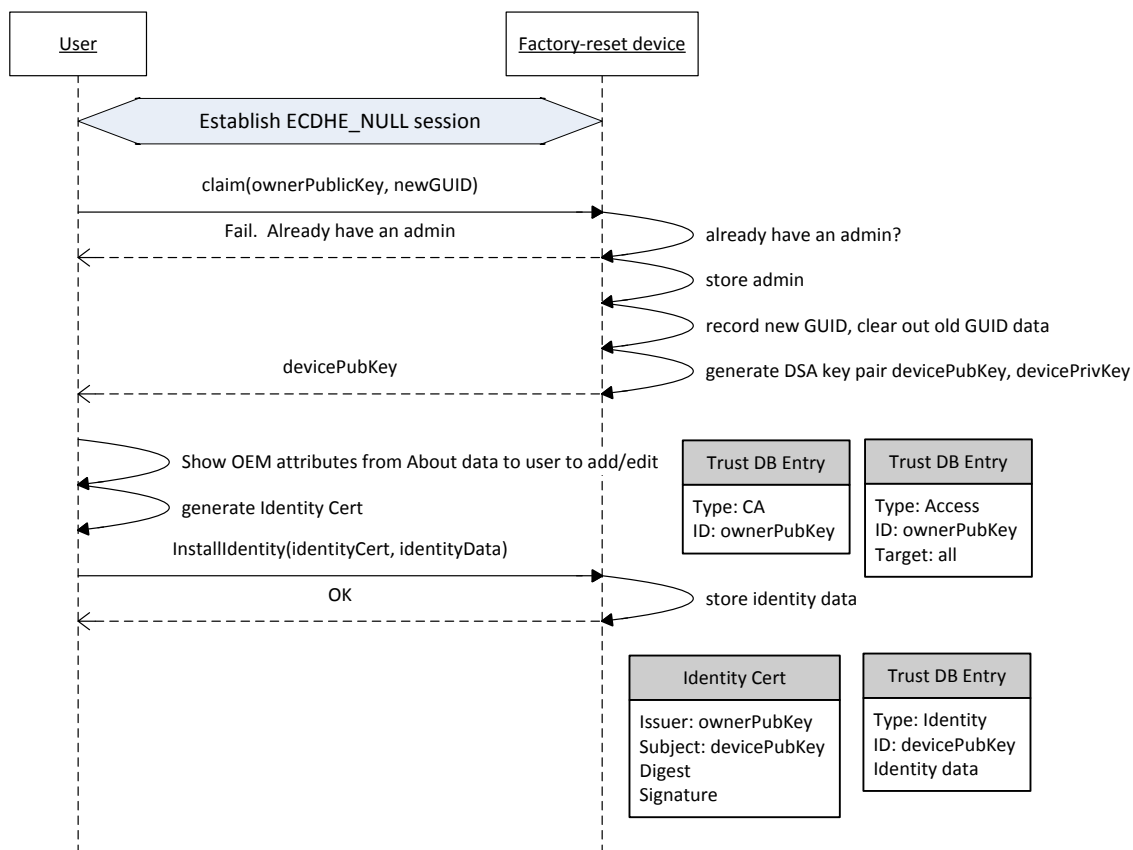 User
Factory-reset device
Establish ECDHE_NULL session
claim(ownerPublicKey, newGUID)
Fail.  Already have an admin
already have an admin?
store admin
record new GUID, clear out old GUID data
devicePubKey
generate DSA key pair devicePubKey, devicePrivKey
Show OEM attributes from About data to user to add/edit
generate Identity Cert
Trust DB Entry
Type: CA
ID: ownerPubKey
Trust DB Entry
Type: Access
ID: ownerPubKey
Target: all
InstallIdentity(identityCert, identityData)
OK
store identity data
Identity Cert
Issuer: ownerPubKey
Subject: devicePubKey
Digest
Signature
Trust DB Entry
Type: Identity
ID: devicePubKey
Identity data